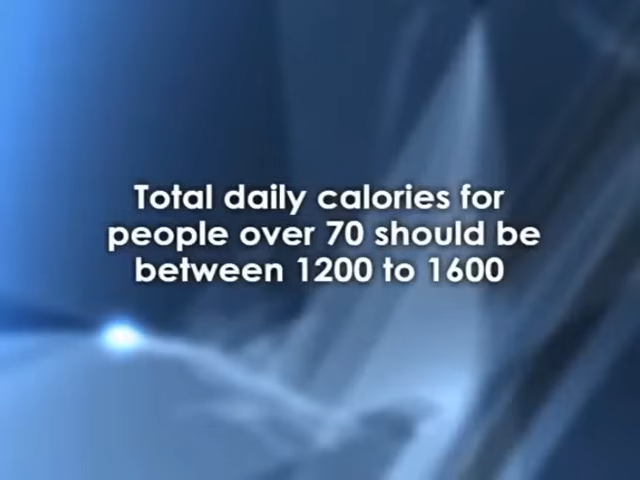 Total daily calories for
people over 70 should be
between 1200 to 1600